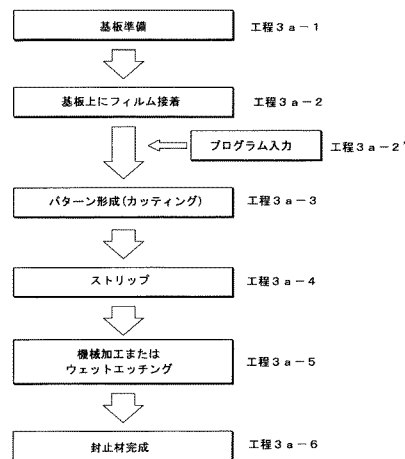 基板準備 工程3a-1
基板上にフィルム接着 工程3a-2
プログラム入力 工程3a-2'
パターン形成(カッティング) 工程3a-3
ストリップ 工程3a-4
機械加工または
ウェットエッチング 工程3a-5
封止材完成 工程3a-6